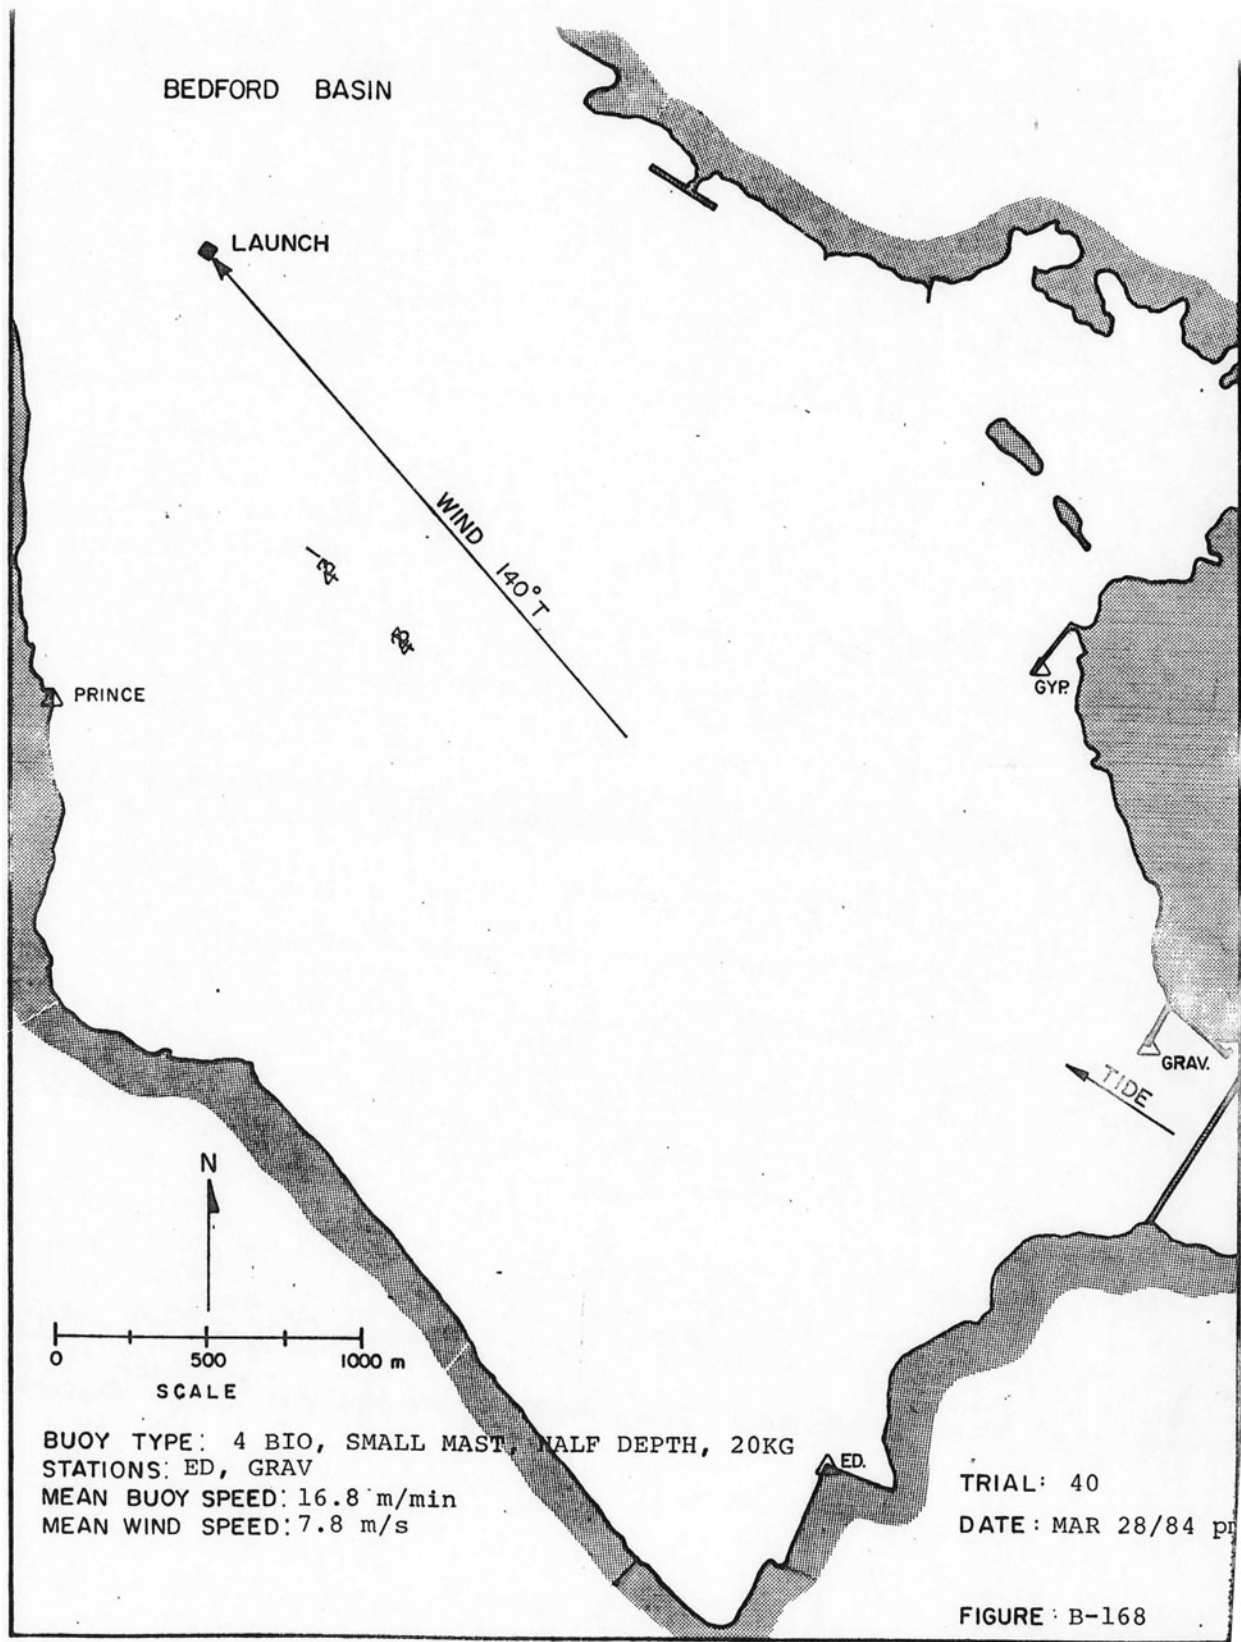 BEDFORD BASIN
LAUNCH
WIND 140°T
PRINCE
GYP.
GRAV.
TIDE
N
0 500 1000 m
SCALE
BUOY TYPE: 4 BIO, SMALL MAST, HALF DEPTH, 20KG
STATIONS: ED, GRAV
MEAN BUOY SPEED: 16.8 m/min
MEAN WIND SPEED: 7.8 m/s
ED.
TRIAL: 40
DATE: MAR 28/84
FIGURE: B-168